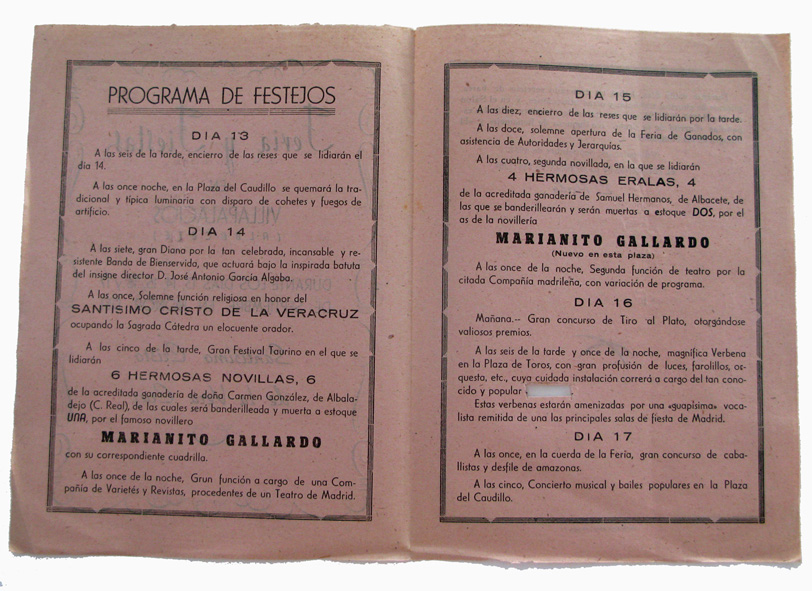 PROGRAMA DE FESTEJOS
DIA 13
A las seis de la tarde, encierro de las reses que se lidiarán el
día 14.
A las once noche, en la Plaza del Caudillo se quemará la tra-
dicional y típica luminaria con disparo de cohetes y fuegos de
artificio.
DIA 14
A las siete, gran Diana por la tan celebrada, incansable y re-
sistente Banda de Bienservida, que actuará bajo la inspirada batuta
del insigne director D. José Antonio García Algaba.
A las once, Solemne función religiosa en honor del
SANTISIMO CRISTO DE LA VERACRUZ
ocupando la Sagrada Cátedra un elocuente orador.
A las cinco de la tarde, Gran Festival Taurino en el que se
lidiarán
6 HERMOSAS NOVILLAS, 6
de la acreditada ganadería de doña Carmen González, de Albala-
dejo (C. Real), de las cuales será banderilleada y muerta a estoque
UNA, por el famoso novillero
MARIANITO GALLARDO
con su correspondiente cuadrilla.
A las once de la noche, Grun función a cargo de una Com-
pañía de Varietés y Revistas, procedentes de un Teatro de Madrid.
DIA 15
A las diez, encierro de las reses que se lidiarán por la tarde.
A las doce, solemne apertura de la Feria de Ganados, con
asistencia de Autoridades y Jerarquías.
A las cuatro, segunda novillada, en la que se lidiarán
4 HERMOSAS ERALAS, 4
de la acreditada ganadería de Samuel Hermanos, de Albacete, de
las que se banderillearán y serán muertas a estoque DOS, por el
as de la novillería
MARIANITO GALLARDO
(Nuevo en esta plaza)
A las once de la noche, Segunda función de teatro por la
citada Compañía madrileña, con variación de programa.
DIA 16
Mañana.- Gran concurso de Tiro al Plato, otorgándose
valiosos premios.
A las seis de la tarde y once de la noche, magnífica Verbena
en la Plaza de Toros, con gran profusión de luces, farolillos, or-
questa, etc., cuya cuidada instalación correrá a cargo del tan cono-
cido y popular
Estas verbenas estarán amenizadas por una «guapísima» voca-
lista remitida de una las principales salas de fiesta de Madrid.
DIA 17
A las once, en la cuerda de la Feria, gran concurso de caba-
llistas y desfile de amazonas.
A las cinco, Concierto musical y bailes populares en la Plaza
del Caudillo.